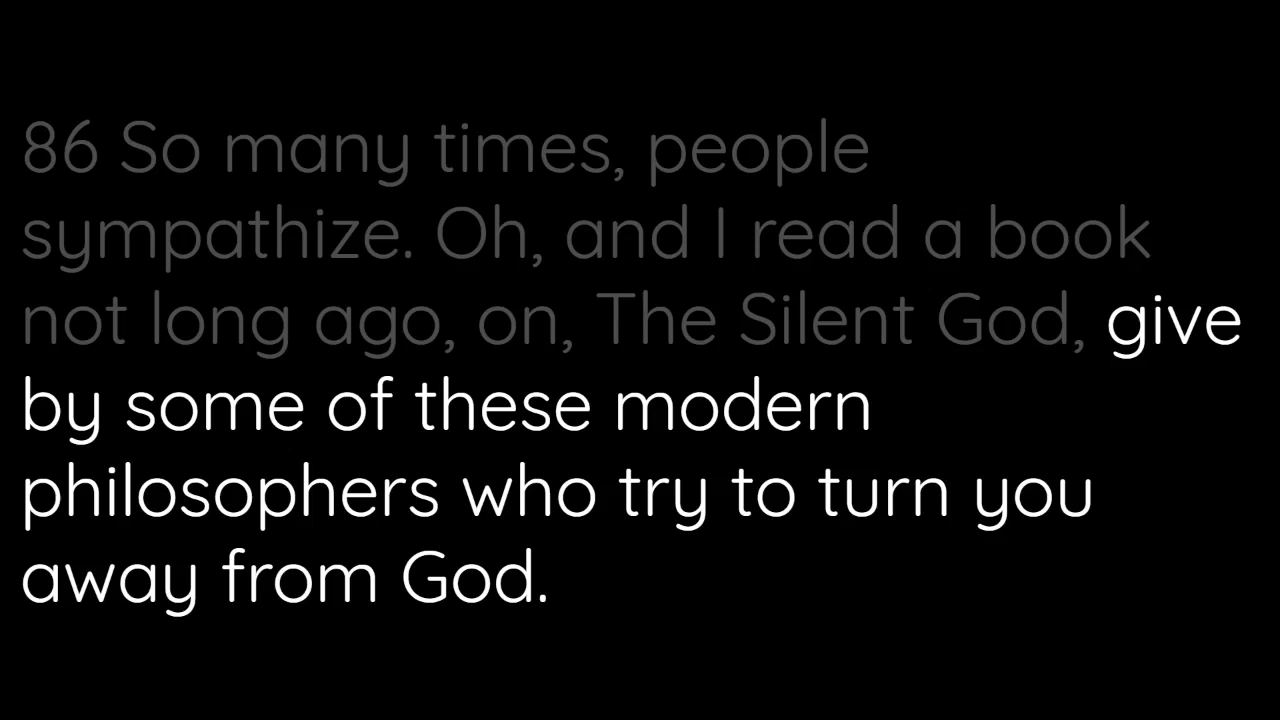 86 So many times, people
sympathize. Oh, and I read a book
not long ago, on, The Silent God, give
by some of these modern
philosophers who try to turn you
away from God.